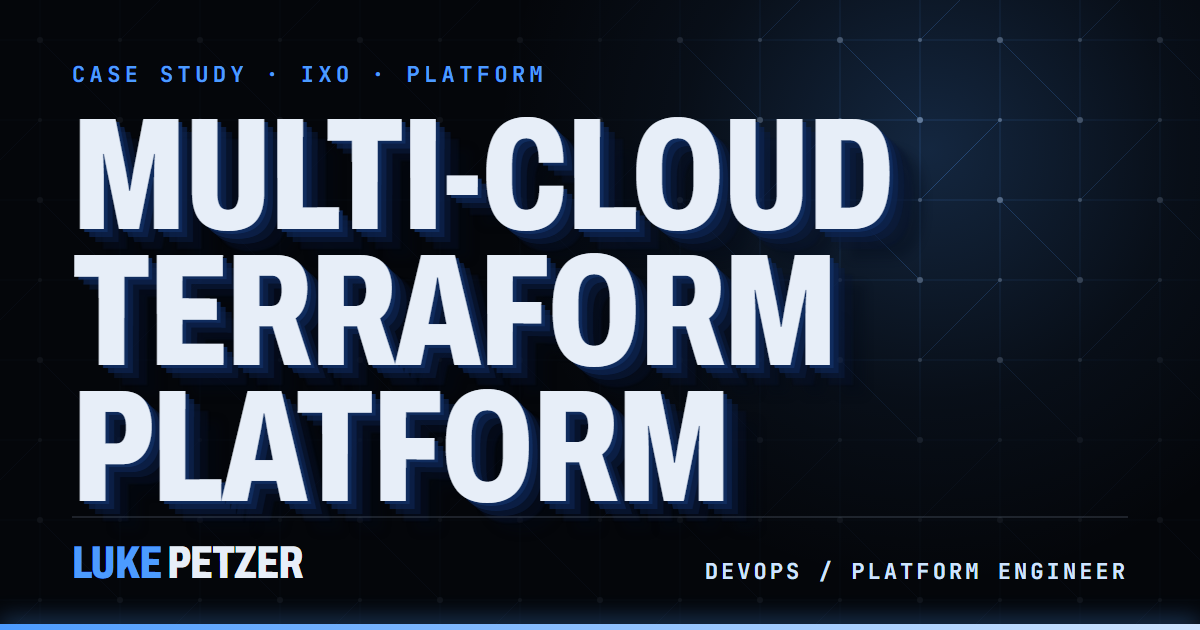 CASE STUDY · IXO · PLATFORM
MULTI-CLOUD
TERRAFORM
PLATFORM
LUKE PETZER
DEVOPS / PLATFORM ENGINEER